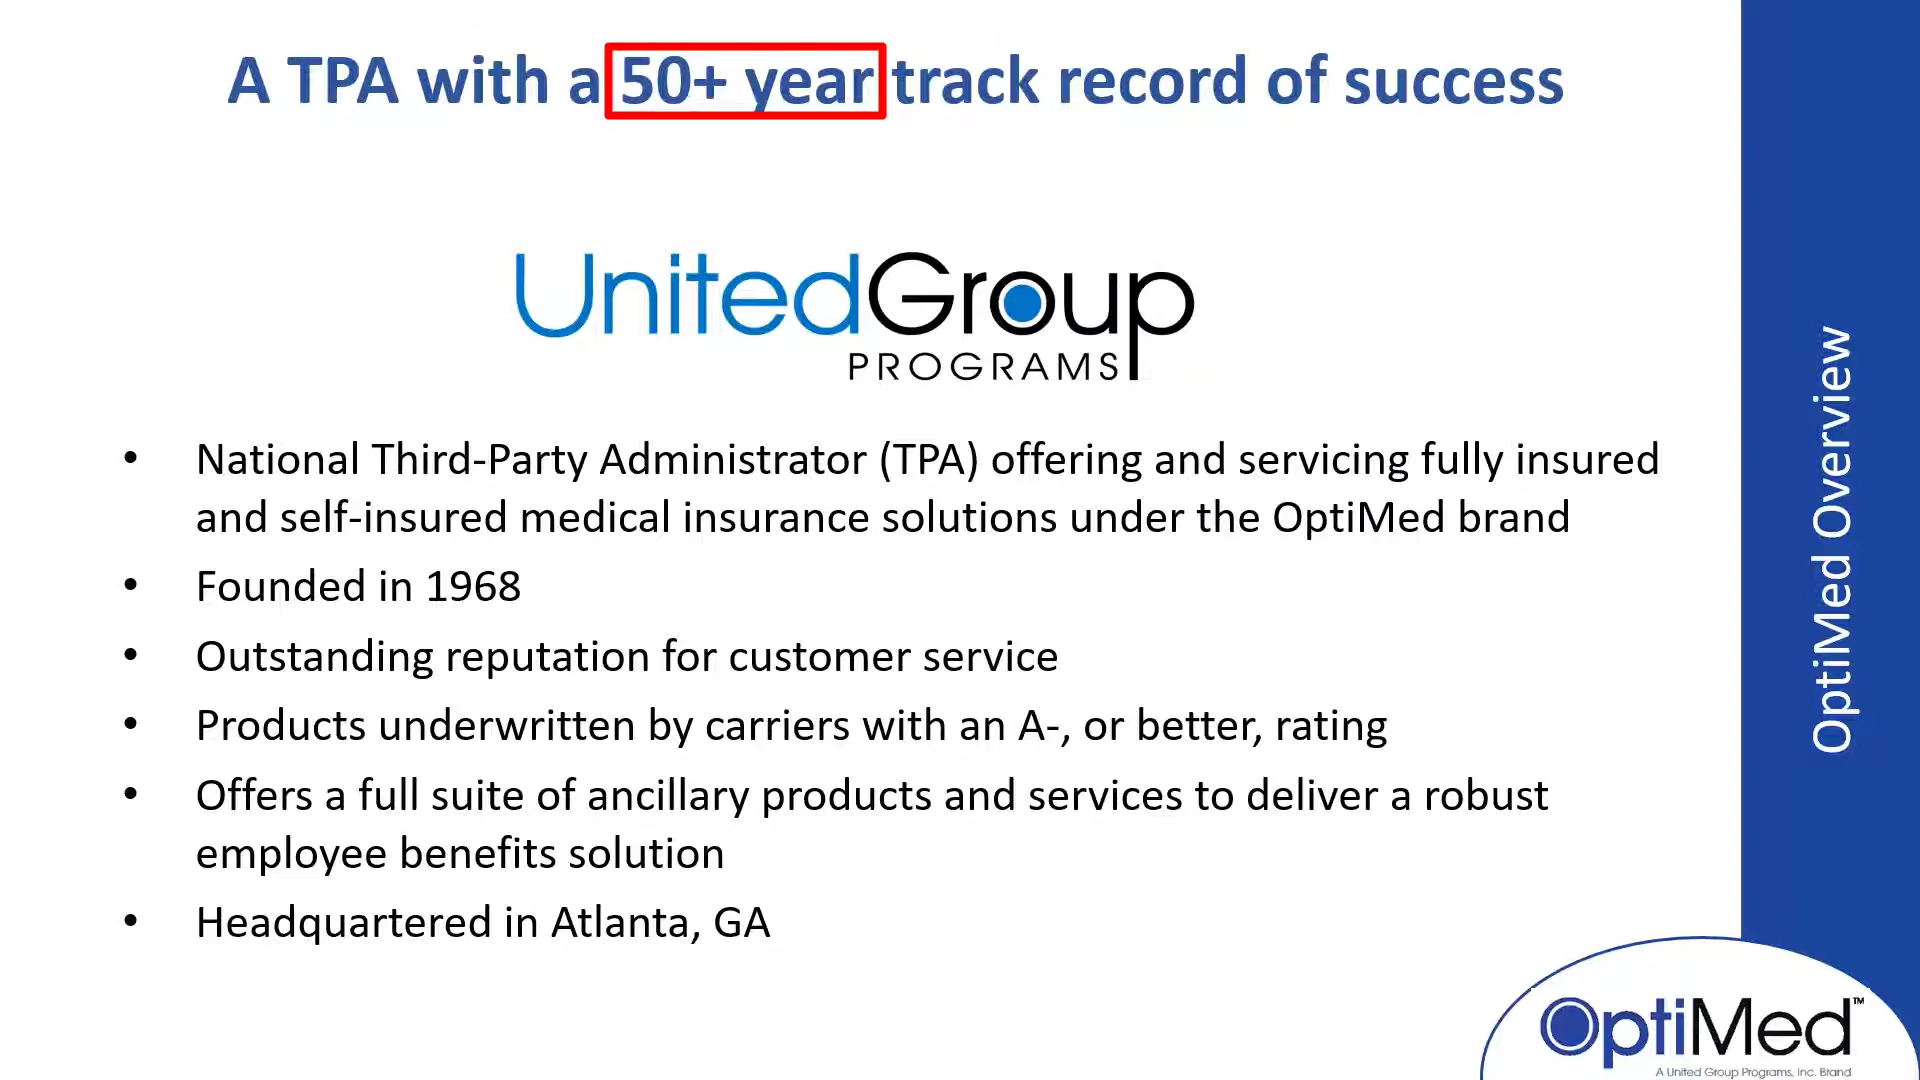 A TPA with a 50+ year track record of success
UnitedGroup
PROGRAMS
• National Third-Party Administrator (TPA) offering and servicing fully insured
and self-insured medical insurance solutions under the OptiMed brand
• Founded in 1968
• Outstanding reputation for customer service
• Products underwritten by carriers with an A-, or better, rating
• Offers a full suite of ancillary products and services to deliver a robust
employee benefits solution
• Headquartered in Atlanta, GA
OptiMed Overview
OptiMed™
A United Group Programs, Inc. Brand